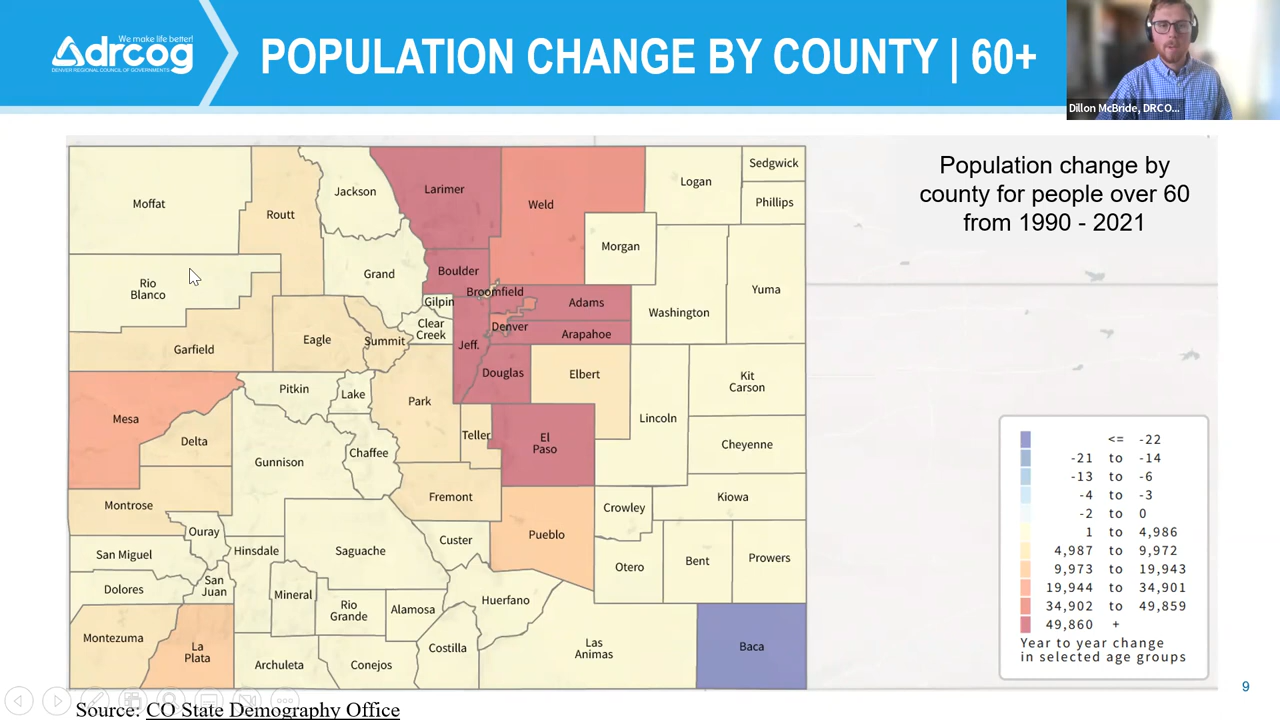 We make life better!
drcog
DENVER REGIONAL COUNCIL OF GOVERNMENTS
POPULATION CHANGE BY COUNTY | 60+
Dillon McBride, DRCO...
Population change by
county for people over 60
from 1990 - 2021
Moffat
Routt
Jackson
Larimer
Weld
Logan
Sedgwick
Phillips
Morgan
Rio
Blanco
Grand
Boulder
Broomfield
Gilpin
Adams
Washington
Yuma
Clear
Creek
Denver
Arapahoe
Garfield
Eagle
Summit
Jeff.
Douglas
Elbert
Kit
Carson
Mesa
Pitkin
Lake
Park
Lincoln
Delta
Teller
El
Paso
Cheyenne
Gunnison
Chaffee
Montrose
Fremont
Crowley
Kiowa
Ouray
Pueblo
San Miguel
Hinsdale
Saguache
Custer
Otero
Bent
Prowers
Dolores
San
Juan
Mineral
Rio
Grande
Alamosa
Huerfano
Montezuma
La
Plata
Archuleta
Conejos
Costilla
Las
Animas
Baca
<= -22
-21 to -14
-13 to -6
-4 to -3
-2 to 0
1 to 4,986
4,987 to 9,972
9,973 to 19,943
19,944 to 34,901
34,902 to 49,859
49,860 +
Year to year change
in selected age groups
9
Source: CO State Demography Office